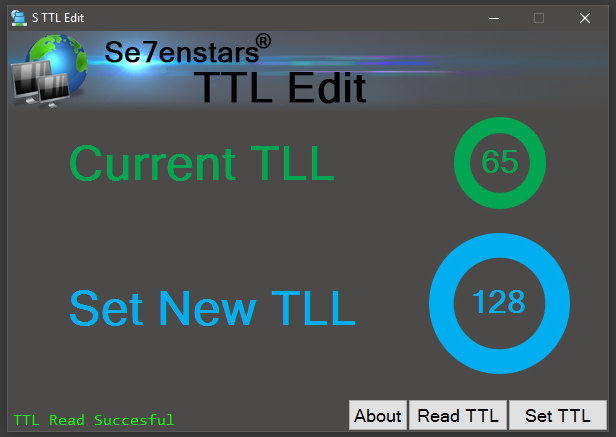 S TTL Edit
Se7enstars®
TTL Edit
Current TLL
65
Set New TLL
128
TTL Read Succesful
About
Read TTL
Set TTL